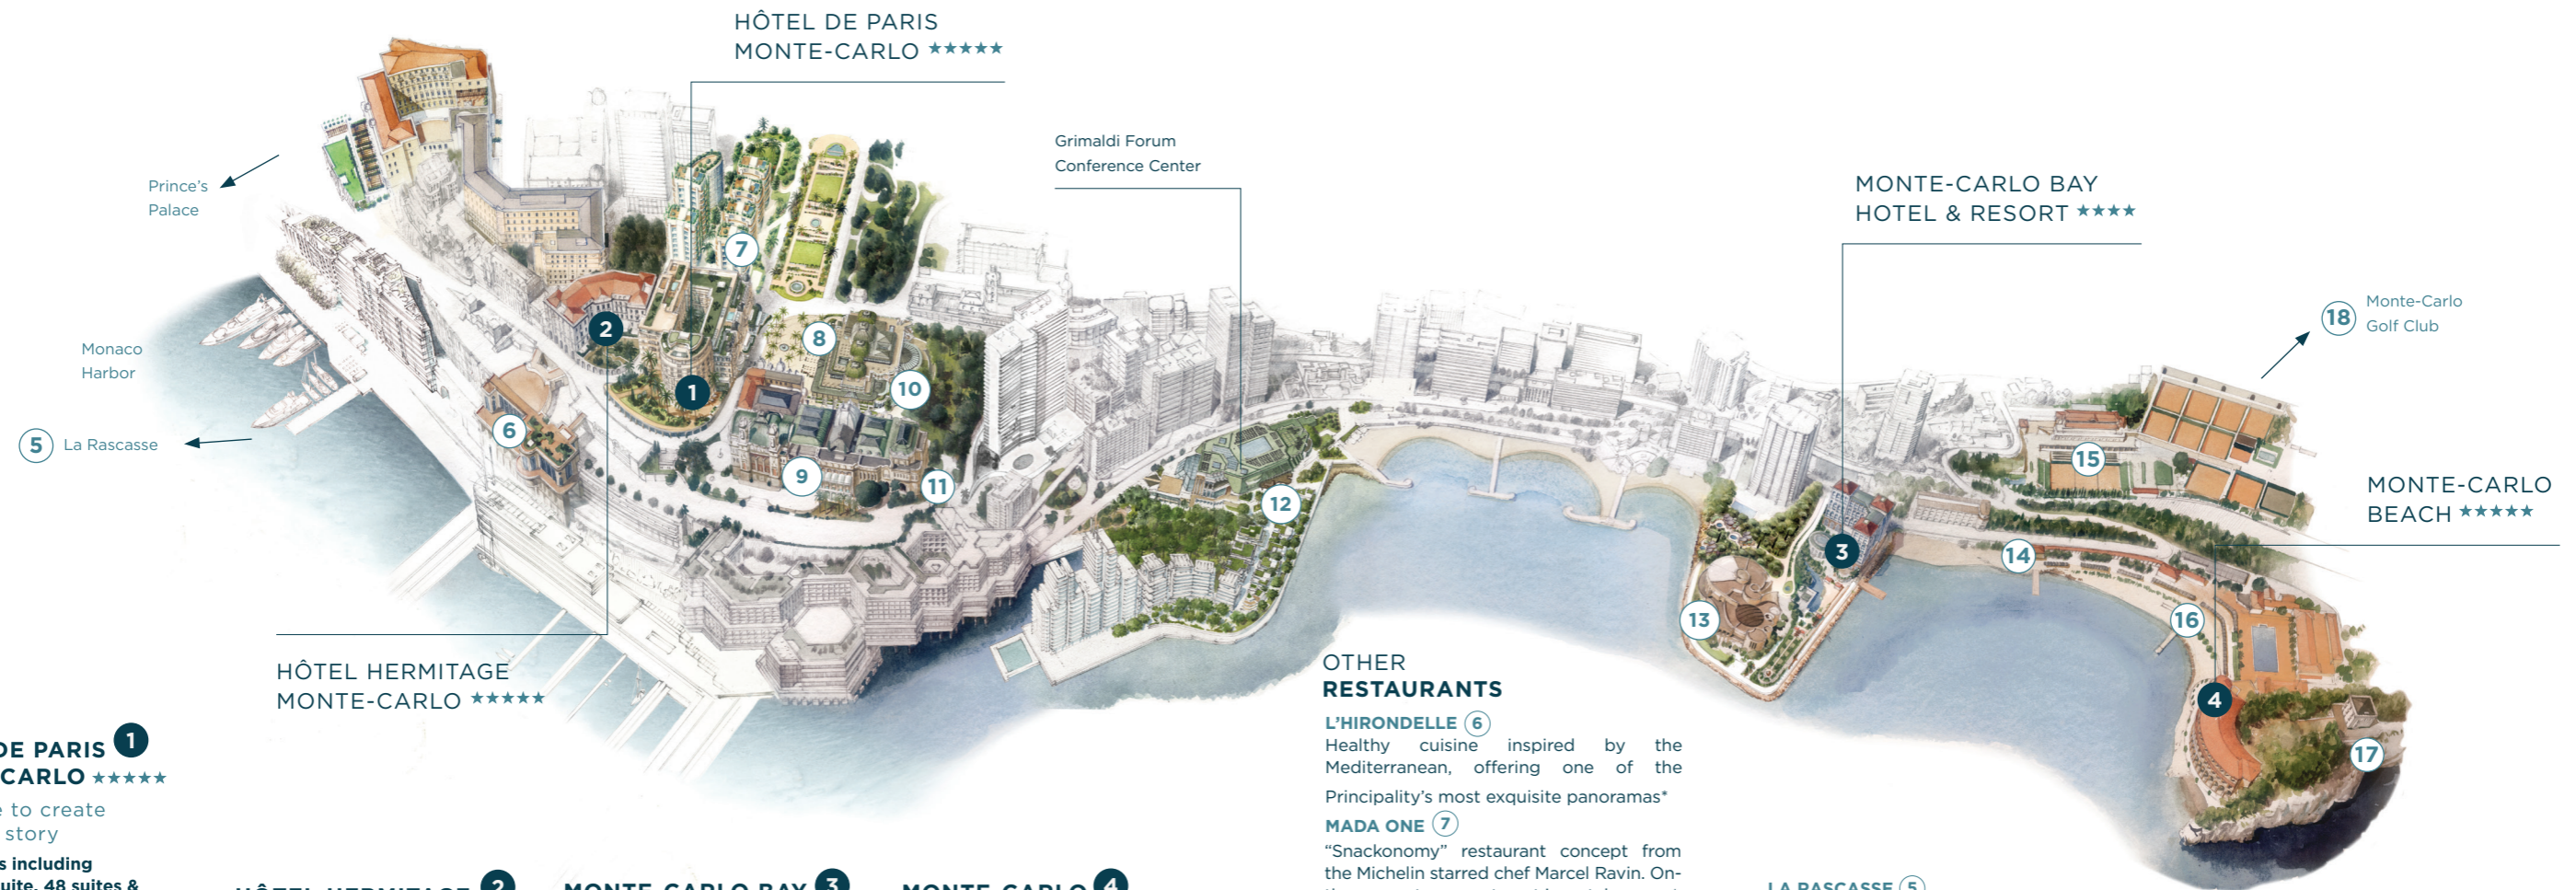 HÔTEL DE PARIS
MONTE-CARLO ★★★★★
Grimaldi Forum
Conference Center
MONTE-CARLO BAY
HOTEL & RESORT ★★★★
Prince's
Palace
7
18
Monte-Carlo
Golf Club
2
8
Monaco
Harbor
10
1
5 La Rascasse
6
15
9
11
12
MONTE-CARLO
BEACH ★★★★★
3
14
13
16
4
17
HÔTEL HERMITAGE
MONTE-CARLO ★★★★★
DE PARIS 1
CARLO ★★★★★
e to create
story
s including
uite, 48 suites &
HÔTEL HERMITAGE 2
MONTE-CARLO BAY 3
MONTE-CARLO 4
OTHER
RESTAURANTS
L'HIRONDELLE 6
Healthy cuisine inspired by the
Mediterranean, offering one of the
Principality's most exquisite panoramas*
MADA ONE 7
“Snackonomy” restaurant concept from
the Michelin starred chef Marcel Ravin. On-
LA RASCASSE 5